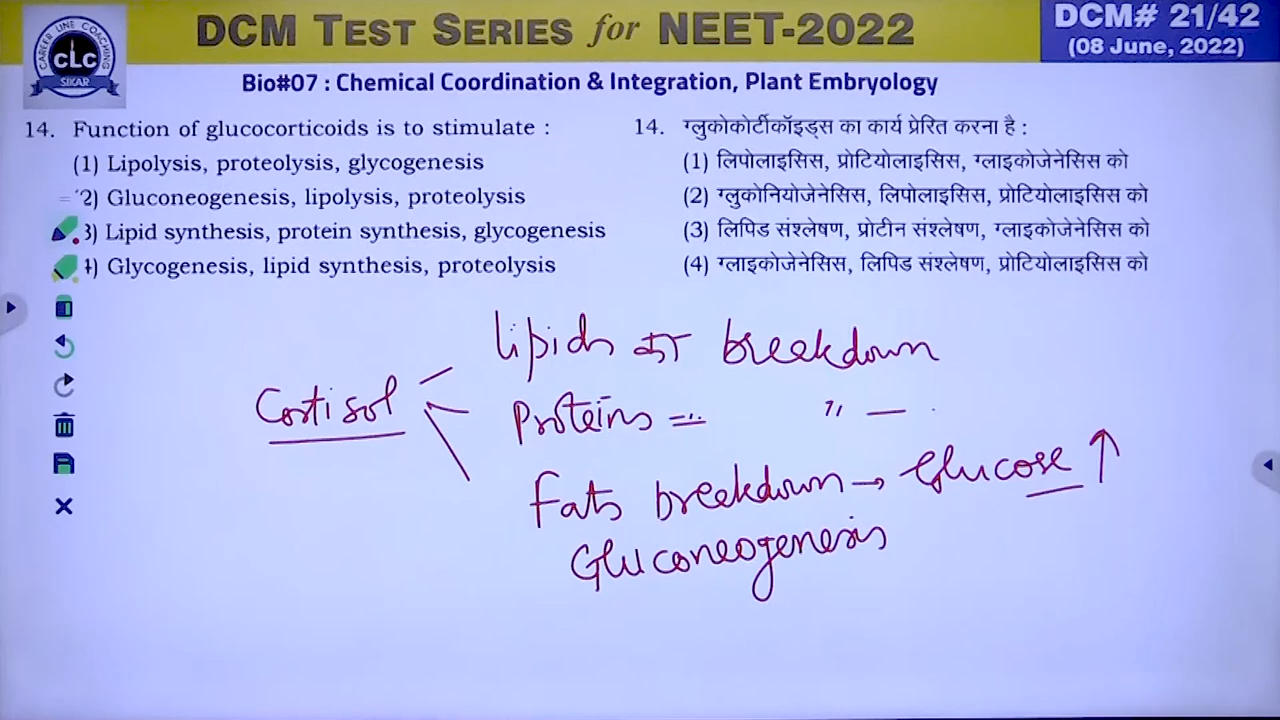 CAREER LINE COACHING
CLC
SIKAR
DCM TEST SERIES for NEET-2022
DCM# 21/42
(08 June, 2022)
Bio#07 : Chemical Coordination & Integration, Plant Embryology
14. Function of glucocorticoids is to stimulate :
(1) Lipolysis, proteolysis, glycogenesis
2) Gluconeogenesis, lipolysis, proteolysis
3) Lipid synthesis, protein synthesis, glycogenesis
4) Glycogenesis, lipid synthesis, proteolysis
14. ग्लुकोकोर्टीकॉइड्स का कार्य प्रेरित करना है :
(1) लिपोलाइसिस, प्रोटियोलाइसिस, ग्लाइकोजेनेसिस को
(2) ग्लुकोनियोजेनेसिस, लिपोलाइसिस, प्रोटियोलाइसिस को
(3) लिपिड संश्लेषण, प्रोटीन संश्लेषण, ग्लाइकोजेनेसिस को
(4) ग्लाइकोजेनेसिस, लिपिड संश्लेषण, प्रोटियोलाइसिस को
Lipids का breakdown
Cortisol
Proteins = " —
Fats breakdown → Glucose ↑
Gluconeogenesis